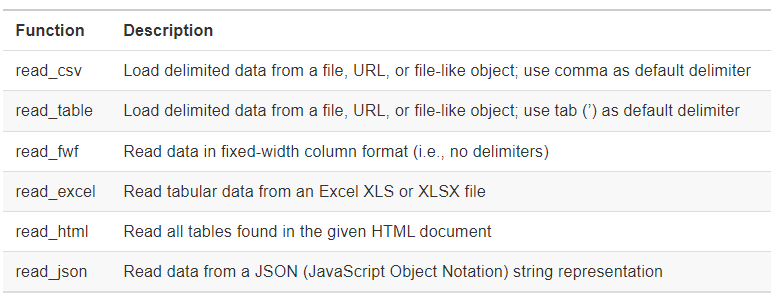 Function Description
read_csv Load delimited data from a file, URL, or file-like object; use comma as default delimiter
read_table Load delimited data from a file, URL, or file-like object; use tab (’) as default delimiter
read_fwf Read data in fixed-width column format (i.e., no delimiters)
read_excel Read tabular data from an Excel XLS or XLSX file
read_html Read all tables found in the given HTML document
read_json Read data from a JSON (JavaScript Object Notation) string representation